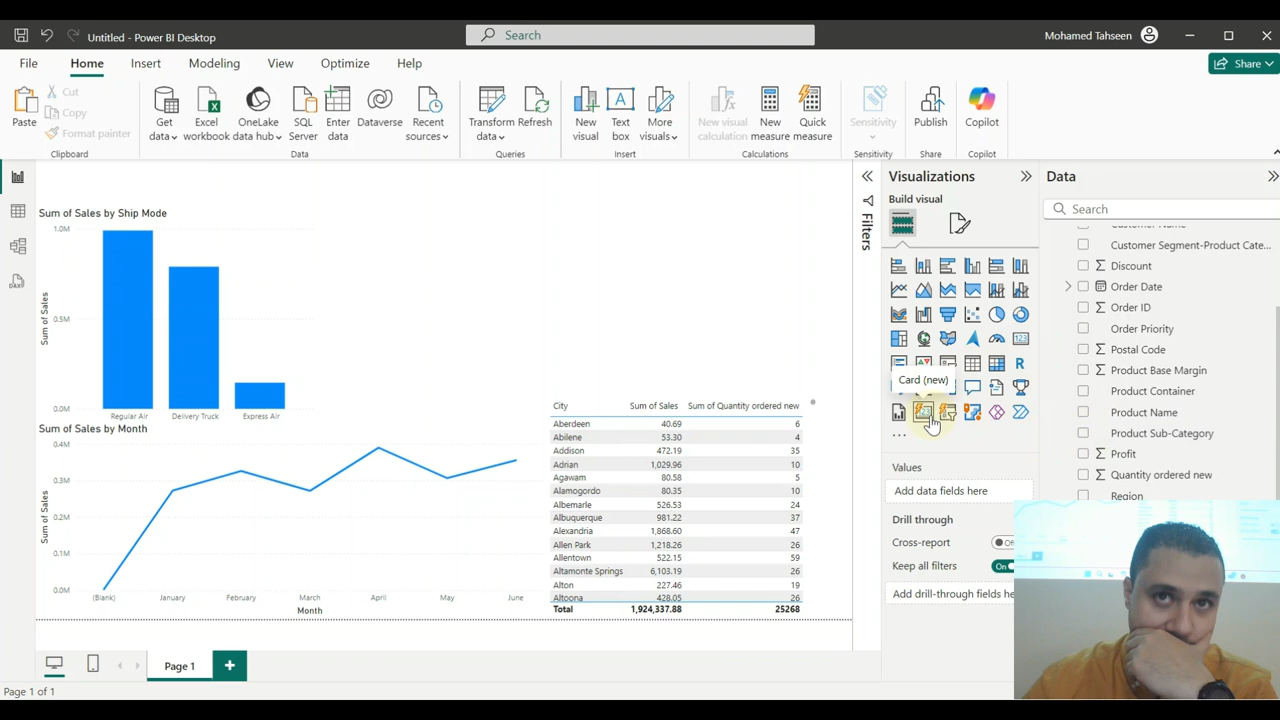 Untitled - Power BI Desktop
Search
Mohamed Tahseen
File Home Insert Modeling View Optimize Help
Share
Paste
Cut
Copy
Format painter
Clipboard
Get data
Excel workbook
OneLake data hub
SQL Server
Enter data
Dataverse
Recent sources
Data
Transform data
Refresh
Queries
New visual
Text box
More visuals
Insert
New visual calculation
New measure
Quick measure
Calculations
Sensitivity
Sensitivity
Publish
Share
Copilot
Copilot
Sum of Sales by Ship Mode
Sum of Sales
1.0M
0.5M
0.0M
Regular Air Delivery Truck Express Air
Sum of Sales by Month
Sum of Sales
0.4M
0.3M
0.2M
0.1M
0.0M
(Blank) January February March April May June
Month
City Sum of Sales Sum of Quantity ordered new
Aberdeen 40.69 6
Abilene 53.30 4
Addison 472.19 35
Adrian 1,029.96 10
Agawam 80.58 5
Alamogordo 80.35 10
Albemarle 526.53 24
Albuquerque 981.22 37
Alexandria 1,868.60 47
Allen Park 1,218.26 26
Allentown 522.15 59
Altamonte Springs 6,103.19 26
Alton 227.46 19
Altoona 428.05 26
Total 1,924,337.88 25268
Filters
Visualizations
Build visual
Card (new)
Values
Add data fields here
Drill through
Cross-report
Keep all filters
On
Add drill-through fields he
Data
Search
Customer Name
Customer Segment-Product Cate...
Discount
Order Date
Order ID
Order Priority
Postal Code
Product Base Margin
Product Container
Product Name
Product Sub-Category
Profit
Quantity ordered new
Region
Page 1
Page 1 of 1